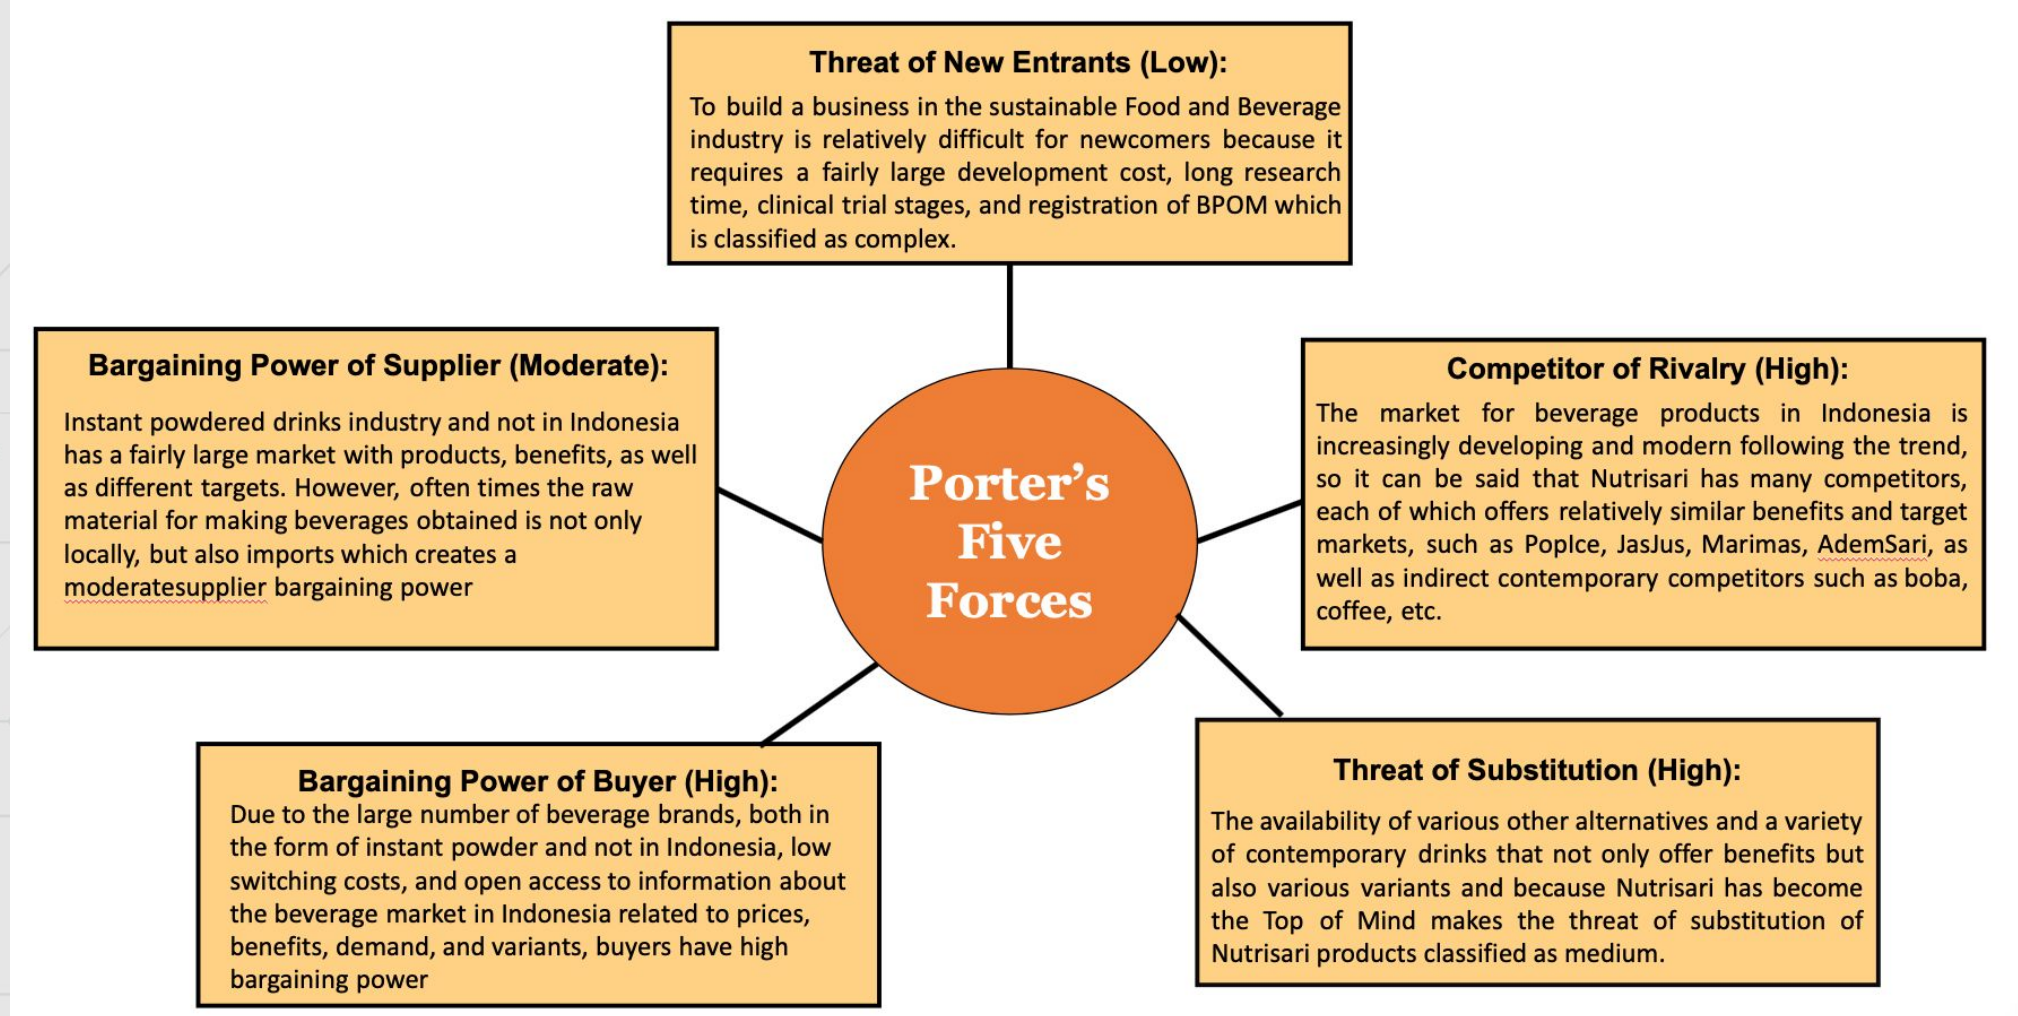 Threat of New Entrants (Low):
To build a business in the sustainable Food and Beverage
industry is relatively difficult for newcomers because it
requires a fairly large development cost, long research
time, clinical trial stages, and registration of BPOM which
is classified as complex.
Bargaining Power of Supplier (Moderate):
Instant powdered drinks industry and not in Indonesia
has a fairly large market with products, benefits, as well
as different targets. However, often times the raw
material for making beverages obtained is not only
locally, but also imports which creates a
moderatesupplier bargaining power
Porter's
Five
Forces
Competitor of Rivalry (High):
The market for beverage products in Indonesia is
increasingly developing and modern following the trend,
so it can be said that Nutrisari has many competitors,
each of which offers relatively similar benefits and target
markets, such as PopIce, JasJus, Marimas, AdemSari, as
well as indirect contemporary competitors such as boba,
coffee, etc.
Bargaining Power of Buyer (High):
Due to the large number of beverage brands, both in
the form of instant powder and not in Indonesia, low
switching costs, and open access to information about
the beverage market in Indonesia related to prices,
benefits, demand, and variants, buyers have high
bargaining power
Threat of Substitution (High):
The availability of various other alternatives and a variety
of contemporary drinks that not only offer benefits but
also various variants and because Nutrisari has become
the Top of Mind makes the threat of substitution of
Nutrisari products classified as medium.